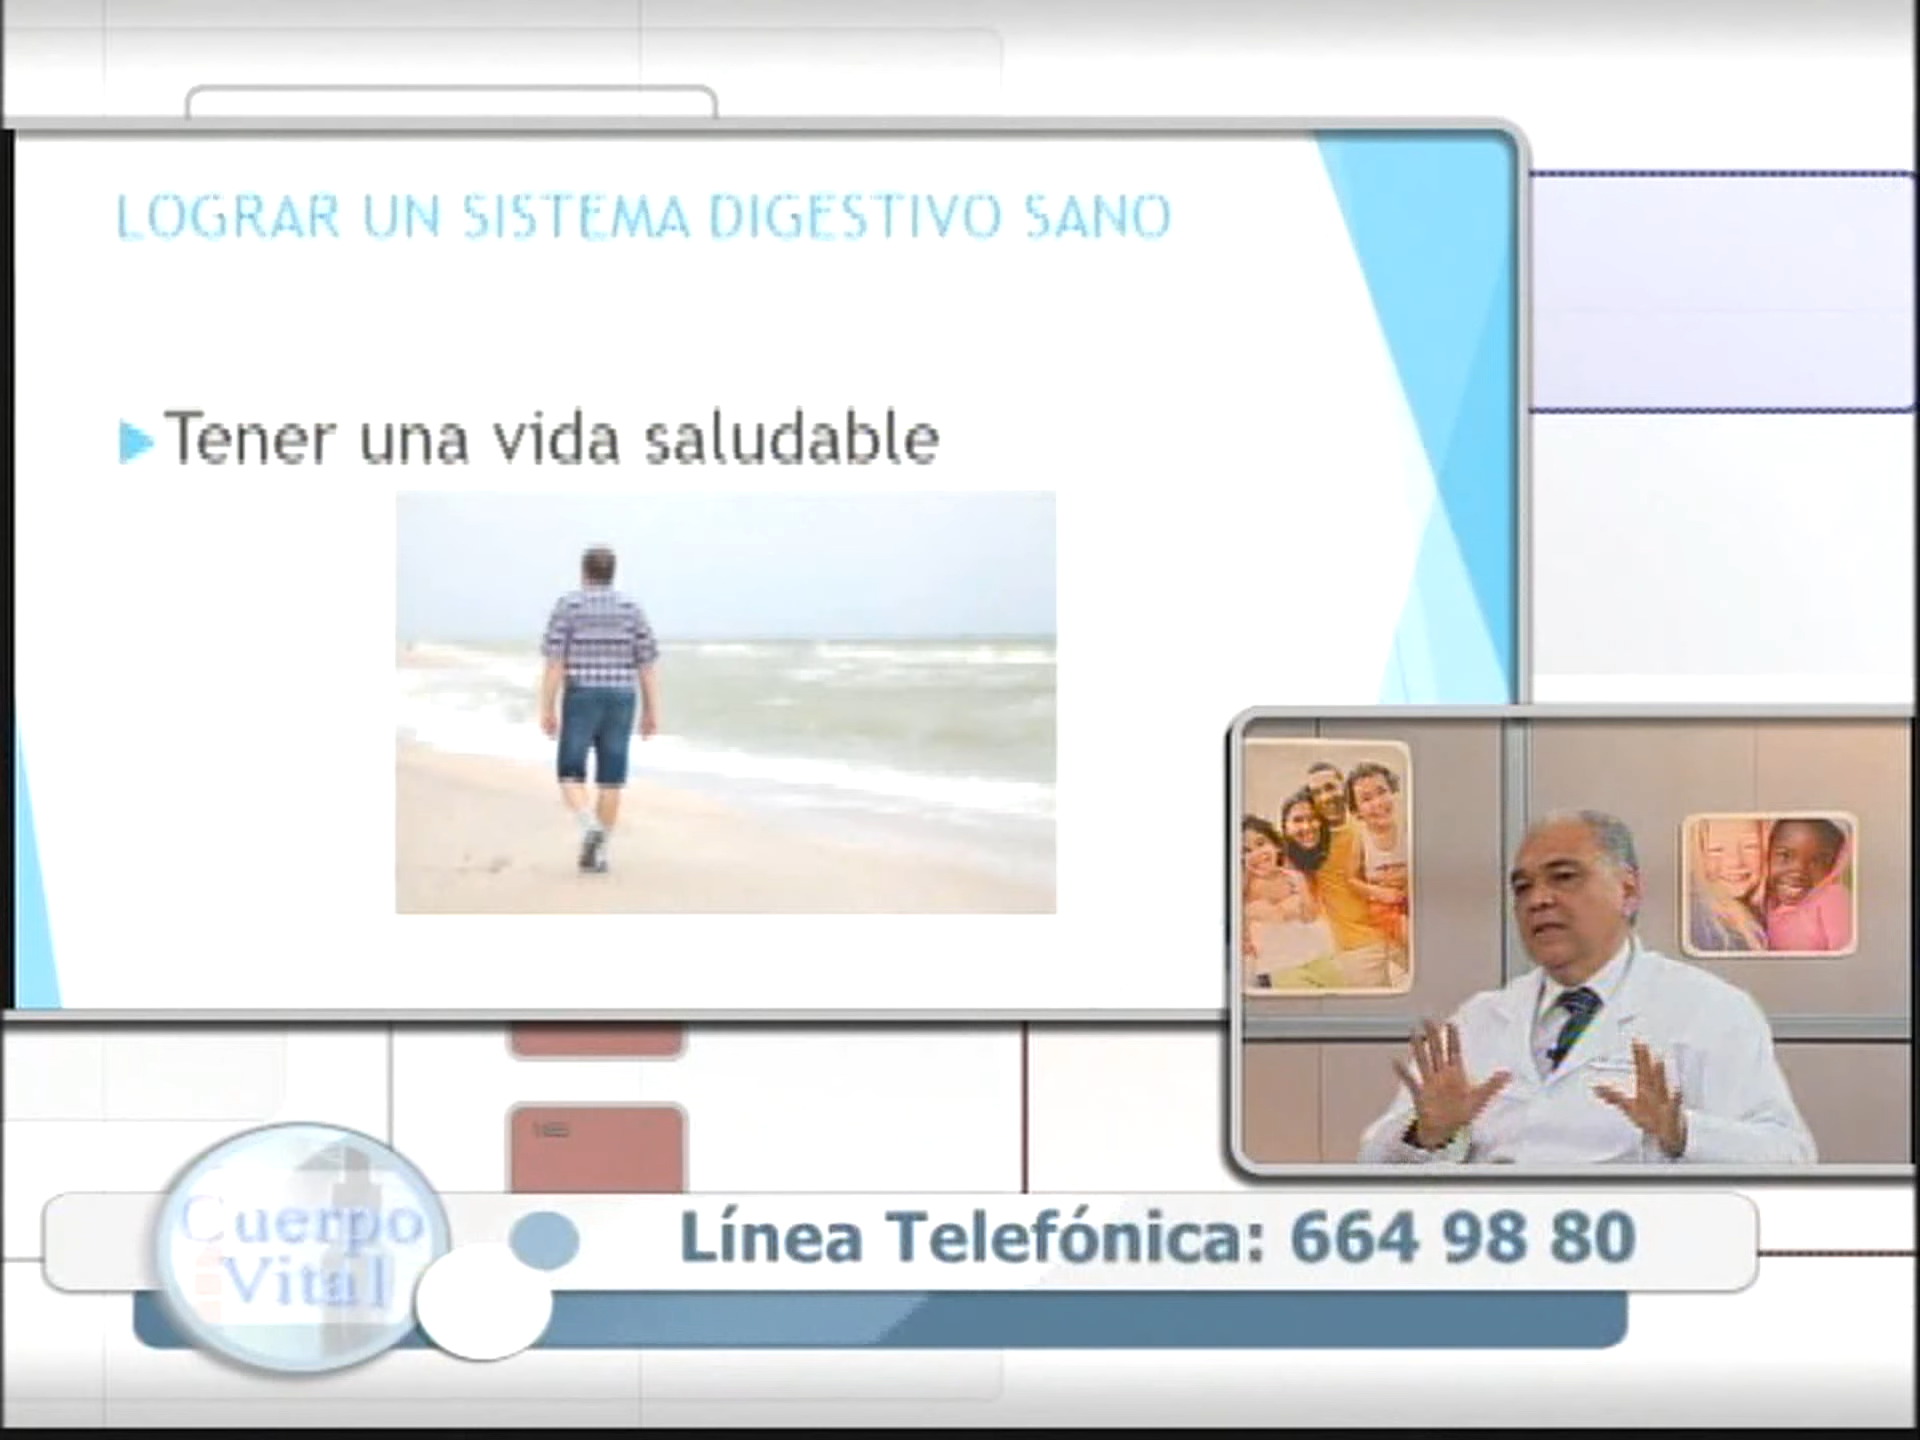 LOGRAR UN SISTEMA DIGESTIVO SANO
Tener una vida saludable
Línea Telefónica: 664 98 80
Cuerpo
Vital